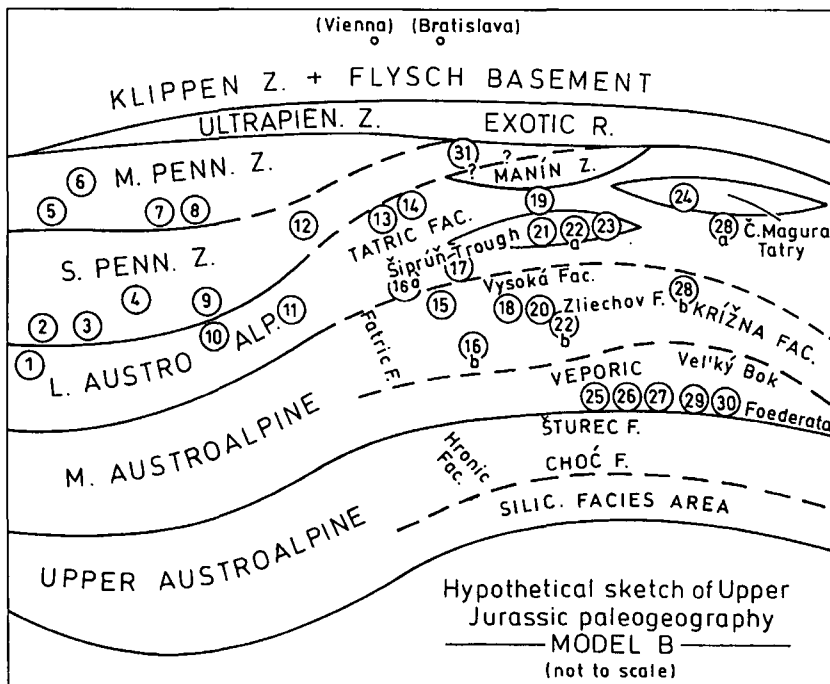 (Vienna) (Bratislava)
KLIPPEN Z. + FLYSCH BASEMENT
ULTRAPIEN. Z. EXOTIC R.
M. PENN. Z.
31
? ?
MANÍN Z.
6
5 7 8
12
13 14
TATRIC FAC.
19
24
Č. Magura
Tatry
28
a
Šiprúň-Trough
21 22 23
a
S. PENN. Z.
4 9
2 3
1
10 11
L. AUSTRO ALP.
16a
17
Vysoká Fac.
15
18 20
Zliechov F.
22
b
28
b
KRÍŽNA FAC.
Fatric F.
16
b
VEPORIC
Veľký Bok
25 26 27 29 30
Foederata
M. AUSTROALPINE
ŠTUREC F.
Hronic
Fac.
CHOĆ F.
SILIC. FACIES AREA
UPPER AUSTROALPINE
Hypothetical sketch of Upper
Jurassic paleogeography
MODEL B
(not to scale)